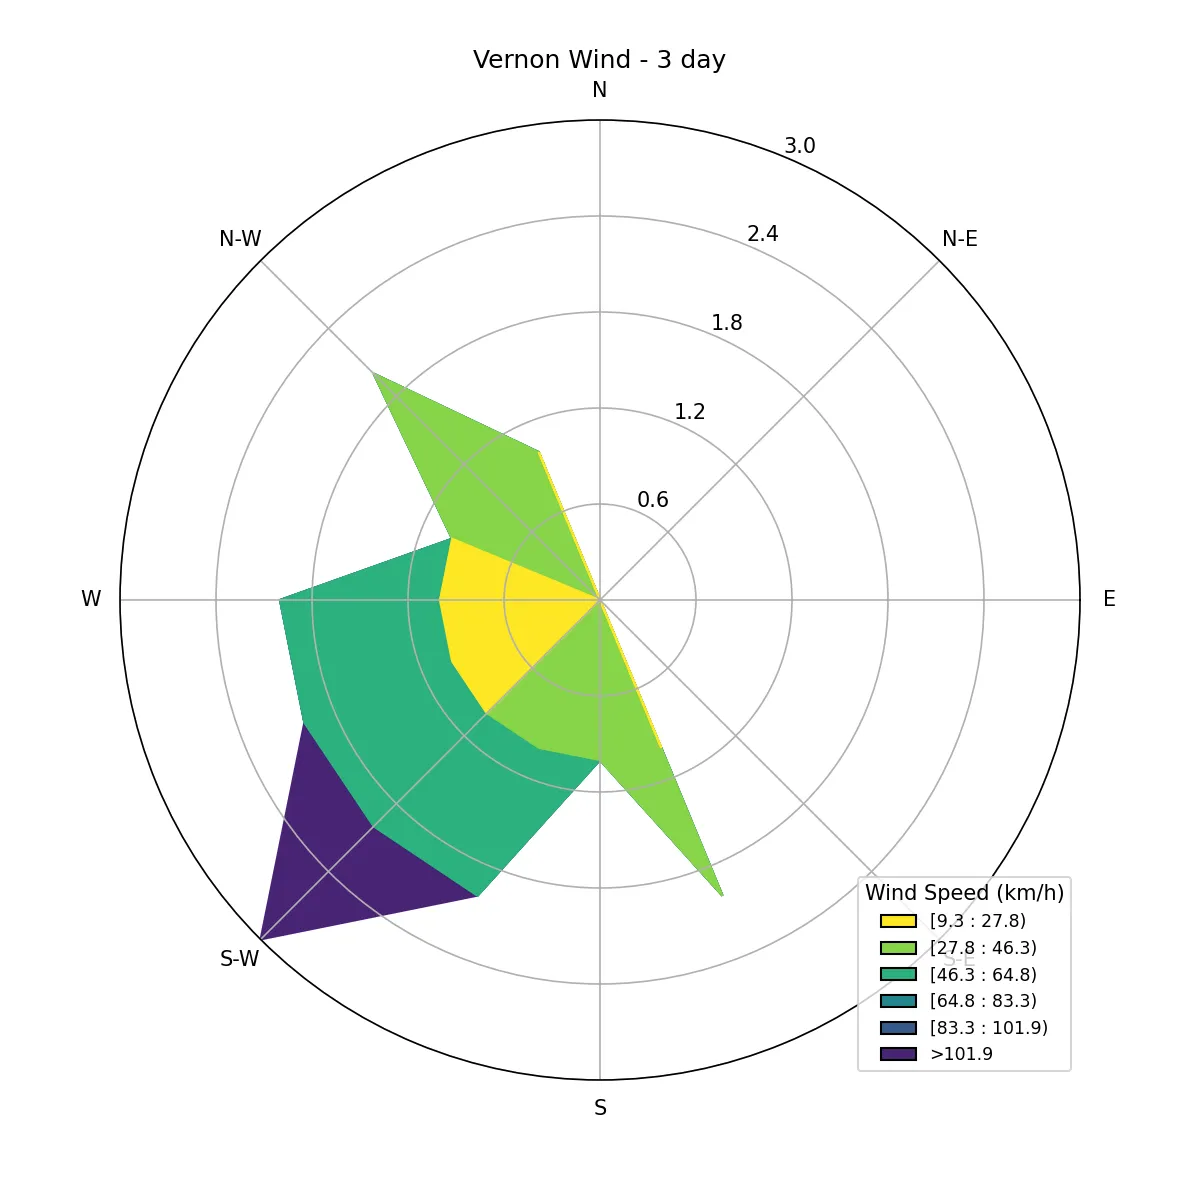 Vernon Wind - 3 day
N
3.0
N-W
2.4
N-E
1.8
1.2
0.6
W
E
S-W
S-E
S
Wind Speed (km/h)
[9.3 : 27.8)
[27.8 : 46.3)
[46.3 : 64.8)
[64.8 : 83.3)
[83.3 : 101.9)
>101.9